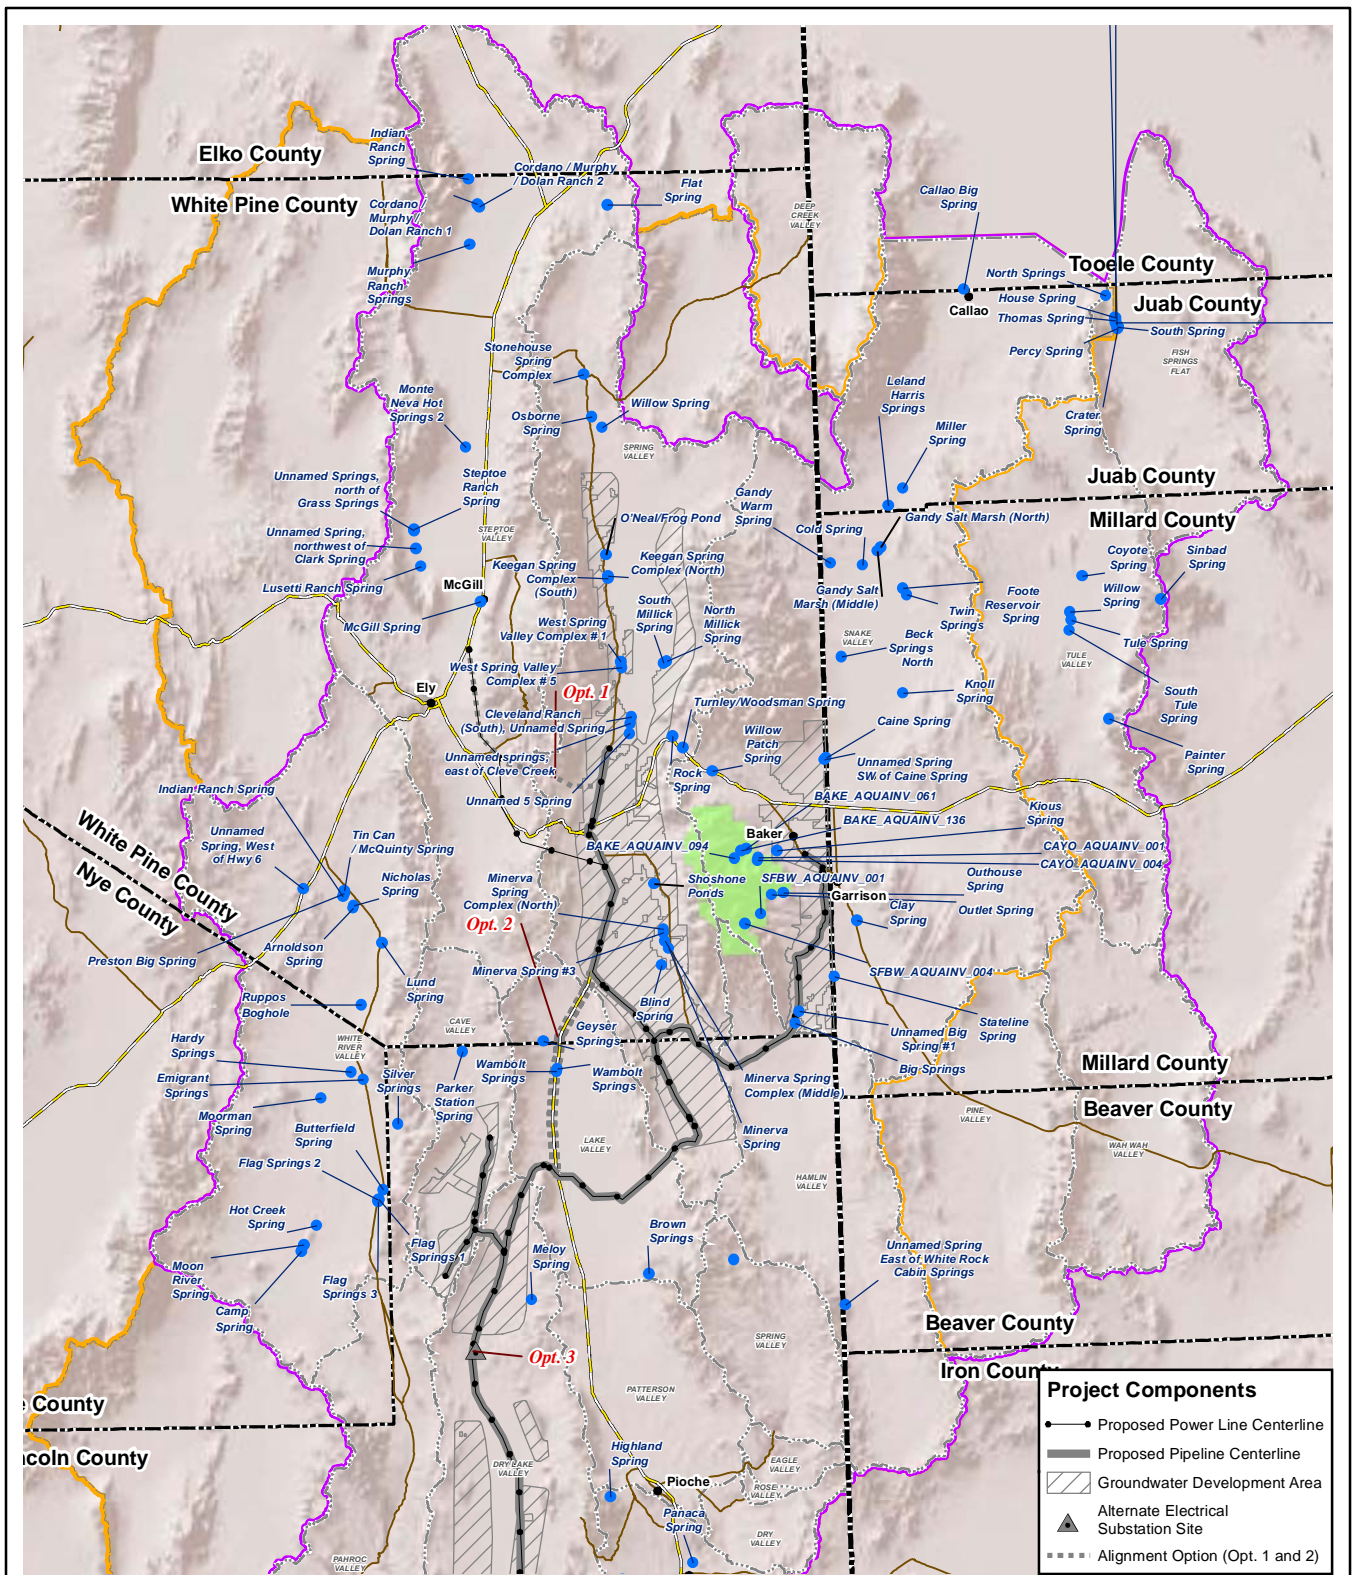 Indian
Ranch
Spring
Elko County
White Pine County
Cordano / Murphy
/ Dolan Ranch 2
Flat
Spring
Cordano
Murphy /
Dolan Ranch 1
Murphy
Ranch
Springs
DEEP
CREEK
VALLEY
Callao Big
Spring
Tooele County
North Springs
House Spring
Juab County
Callao
Thomas Spring
South Spring
Percy Spring
FISH
SPRINGS
FLAT
Crater
Spring
Stonehouse
Spring
Complex
Monte
Neva Hot
Springs 2
Osborne
Spring
Willow Spring
Leland
Harris
Springs
Miller
Spring
SPRING
VALLEY
Unnamed Springs,
north of
Grass Springs
Steptoe
Ranch
Spring
Gandy
Warm
Spring
Juab County
Millard County
O'Neal/Frog Pond
Cold Spring
Gandy Salt Marsh (North)
Unnamed Spring,
northwest of
Clark Spring
STEPTOE
VALLEY
Keegan Spring
Complex
(South)
Keegan Spring
Complex (North)
Coyote
Spring
Sinbad
Spring
Lusetti Ranch Spring
McGill
Gandy Salt
Marsh (Middle)
Foote
Reservoir
Spring
Willow
Spring
McGill Spring
South
Millick
Spring
North
Millick
Spring
Twin
Springs
West Spring
Valley Complex # 1
SNAKE
VALLEY
Beck
Springs
North
Tule Spring
TULE
VALLEY
West Spring Valley
Complex # 5
Ely
Opt. 1
Knoll
Spring
South
Tule
Spring
Turnley/Woodsman Spring
Cleveland Ranch
(South), Unnamed Spring
Caine Spring
Willow
Patch
Spring
Painter
Spring
Unnamed springs,
east of Cleve Creek
Rock
Spring
Unnamed Spring
SW of Caine Spring
Indian Ranch Spring
Unnamed 5 Spring
BAKE_AQUAINV_061
Kious
Spring
White Pine County
Nye County
Unnamed
Spring, West
of Hwy 6
Tin Can
/ McQuinty Spring
BAKE_AQUAINV_136
Baker
BAKE_AQUAINV_094
CAYO_AQUAINV_001
CAYO_AQUAINV_004
Nicholas
Spring
Minerva
Spring
Complex (North)
Shoshone
Ponds
SFBW_AQUAINV_001
Outhouse
Spring
Garrison
Clay
Spring
Outlet Spring
Opt. 2
Arnoldson
Spring
Preston Big Spring
Minerva Spring #3
SFBW_AQUAINV_004
Lund
Spring
Ruppos
Boghole
Blind
Spring
Stateline
Spring
CAVE
VALLEY
Geyser
Springs
Unnamed Big
Spring #1
Hardy
Springs
WHITE
RIVER
VALLEY
Big Springs
Emigrant
Springs
Silver
Springs
Parker
Station
Spring
Wambolt
Springs
Wambolt
Springs
Minerva Spring
Complex (Middle)
Millard County
Beaver County
Moorman
Spring
PINE
VALLEY
Butterfield
Spring
Minerva
Spring
LAKE
VALLEY
WAH WAH
VALLEY
Flag Springs 2
HAMLIN
VALLEY
Hot Creek
Spring
Brown
Springs
Flag
Springs 1
Meloy
Spring
Unnamed Spring
East of White Rock
Cabin Springs
Moon
River
Spring
Flag
Springs 3
Camp
Spring
Beaver County
Iron County
SPRING
VALLEY
Opt. 3
PATTERSON
VALLEY
e County
ncoln County
Highland
Spring
DRY LAKE
VALLEY
EAGLE
VALLEY
Pioche
ROSE
VALLEY
Panaca
Spring
DRY
VALLEY
PAHROC
VALLEY
Project Components
Proposed Power Line Centerline
Proposed Pipeline Centerline
Groundwater Development Area
Alternate Electrical
Substation Site
Alignment Option (Opt. 1 and 2)